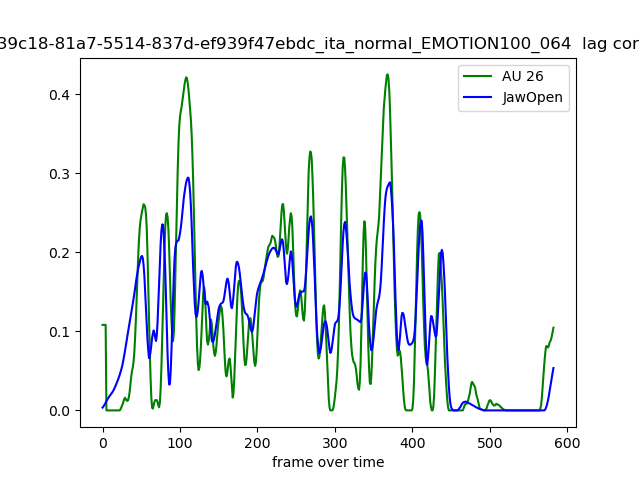 39c18-81a7-5514-837d-ef939f47ebdc_ita_normal_EMOTION100_064 lag cor
AU 26
JawOpen
0.4
0.3
0.2
0.1
0.0
0 100 200 300 400 500 600
frame over time